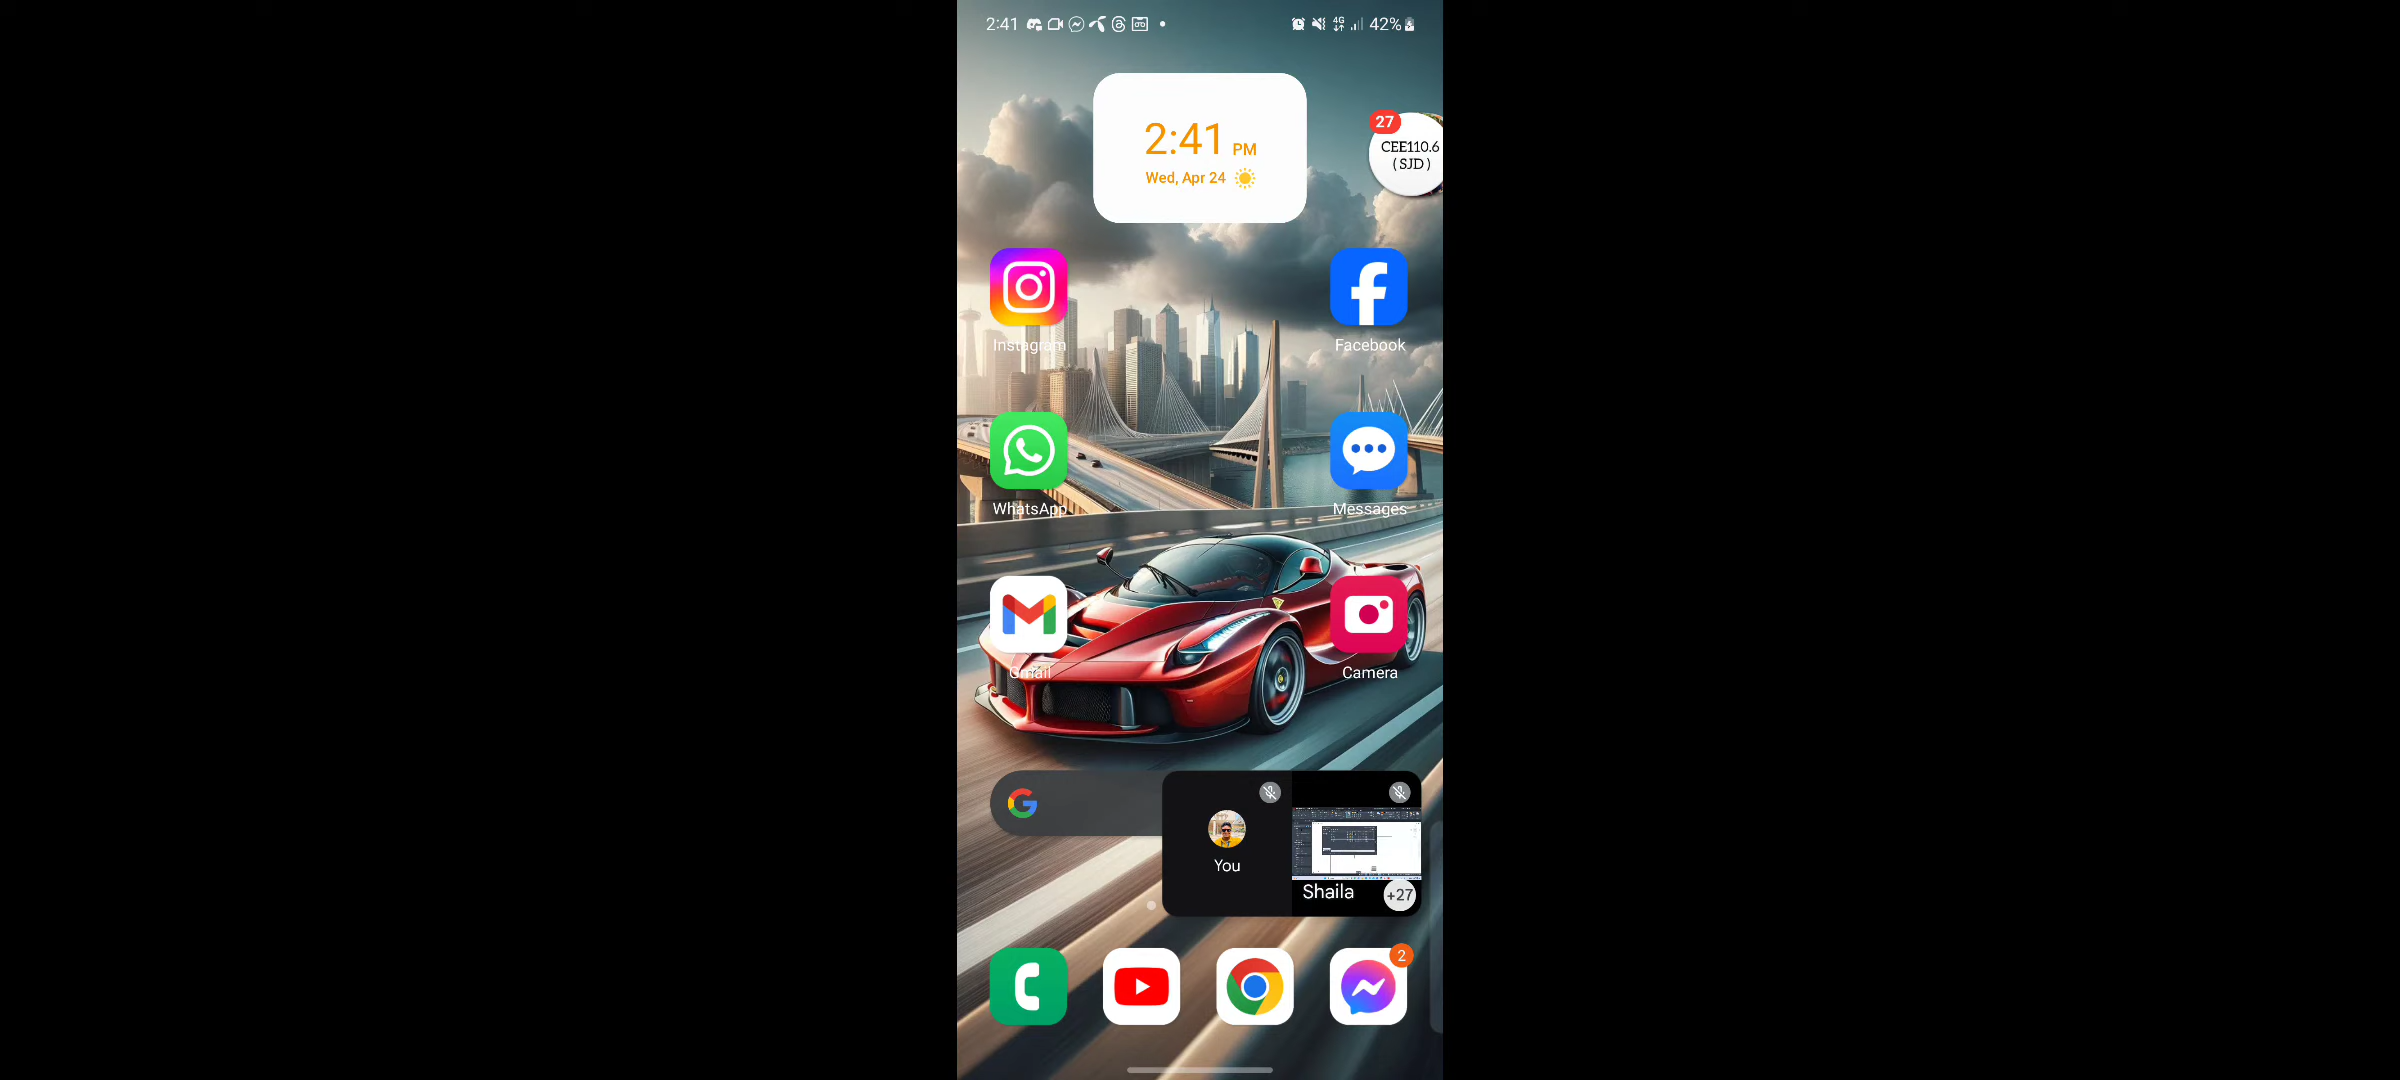 2:41
4G
42%
2:41 PM
Wed, Apr 24
27
CEE110.6
( SJD )
Instagram
Facebook
WhatsApp
Messages
Gmail
Camera
You
Shaila
+27
2